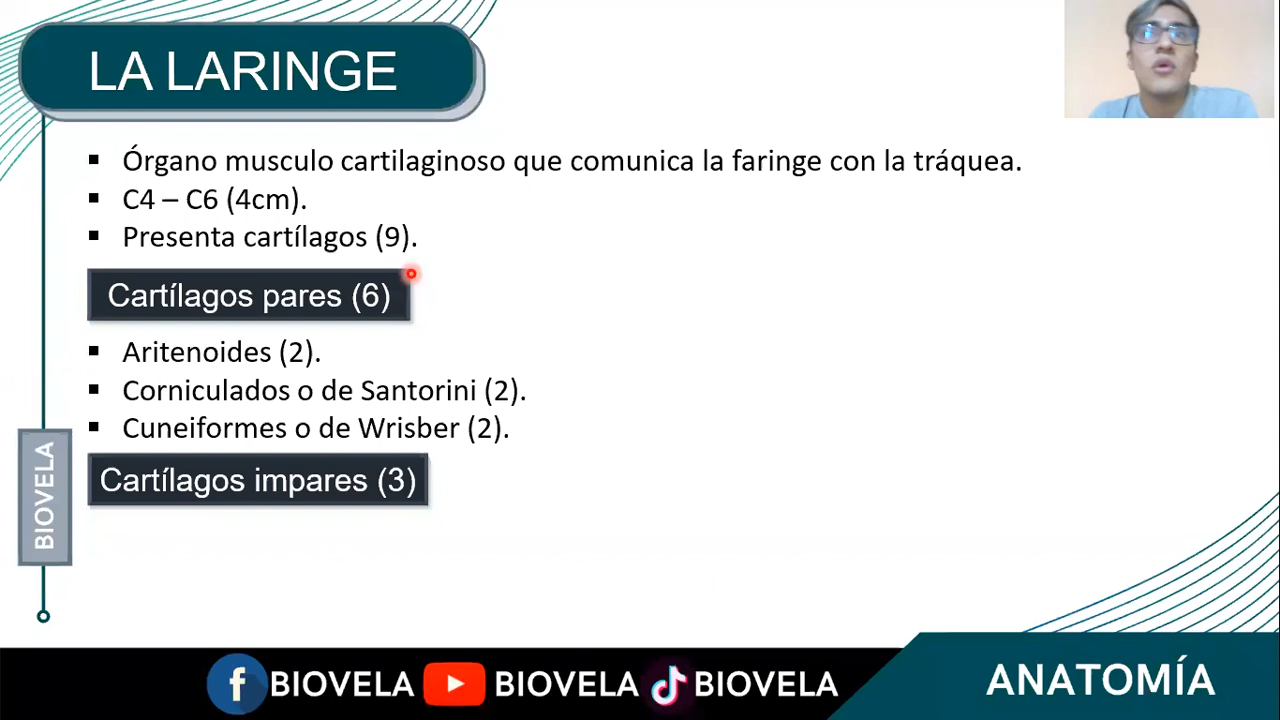 LA LARINGE
▪ Órgano musculo cartilaginoso que comunica la faringe con la tráquea.
▪ C4 – C6 (4cm).
▪ Presenta cartílagos (9).
Cartílagos pares (6)
▪ Aritenoides (2).
▪ Corniculados o de Santorini (2).
▪ Cuneiformes o de Wrisber (2).
Cartílagos impares (3)
BIOVELA
BIOVELA BIOVELA BIOVELA
ANATOMÍA